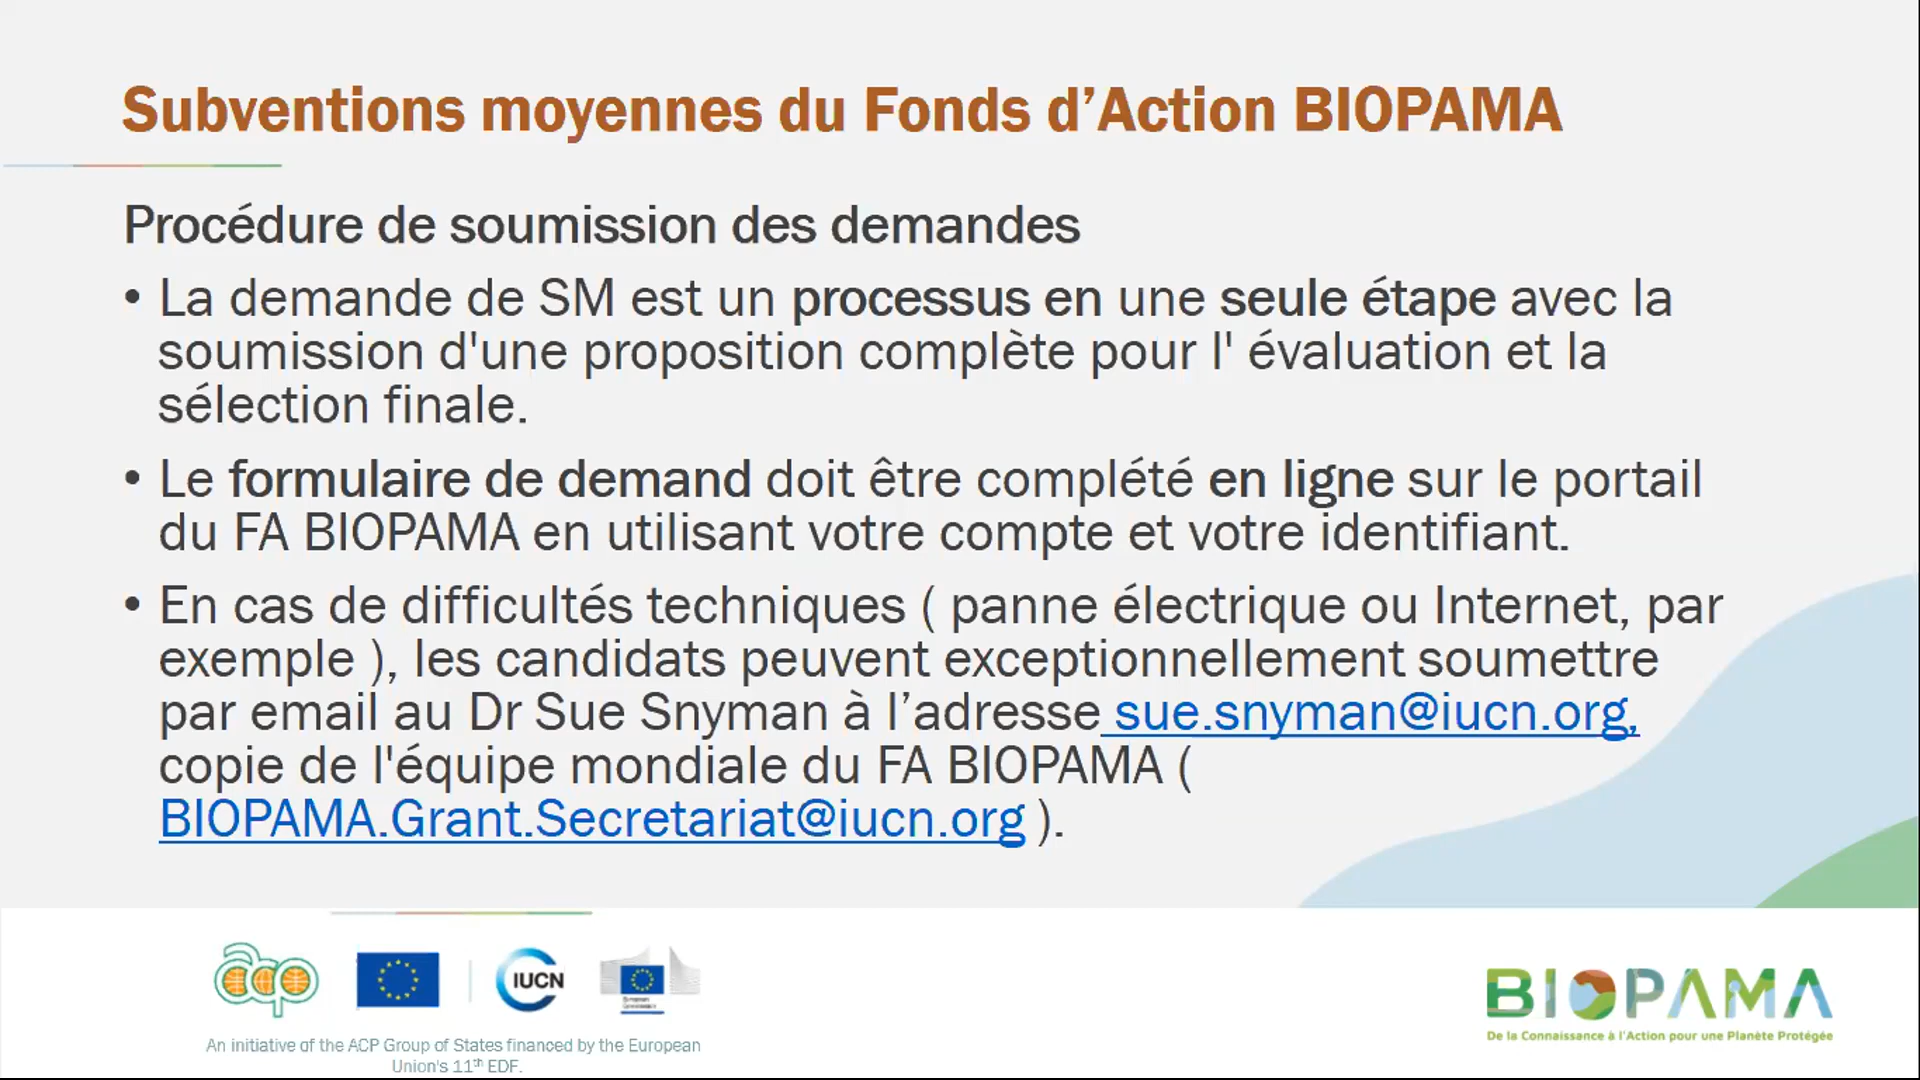 Subventions moyennes du Fonds d’Action BIOPAMA
Procédure de soumission des demandes
• La demande de SM est un processus en une seule étape avec la
soumission d'une proposition complète pour l' évaluation et la
sélection finale.
• Le formulaire de demand doit être complété en ligne sur le portail
du FA BIOPAMA en utilisant votre compte et votre identifiant.
• En cas de difficultés techniques ( panne électrique ou Internet, par
exemple ), les candidats peuvent exceptionnellement soumettre
par email au Dr Sue Snyman à l’adresse sue.snyman@iucn.org,
copie de l'équipe mondiale du FA BIOPAMA (
BIOPAMA.Grant.Secretariat@iucn.org ).
acp
IUCN
European
Commission
An initiative of the ACP Group of States financed by the European
Union's 11th EDF.
BIOPAMA
De la Connaissance à l'Action pour une Planète Protégée